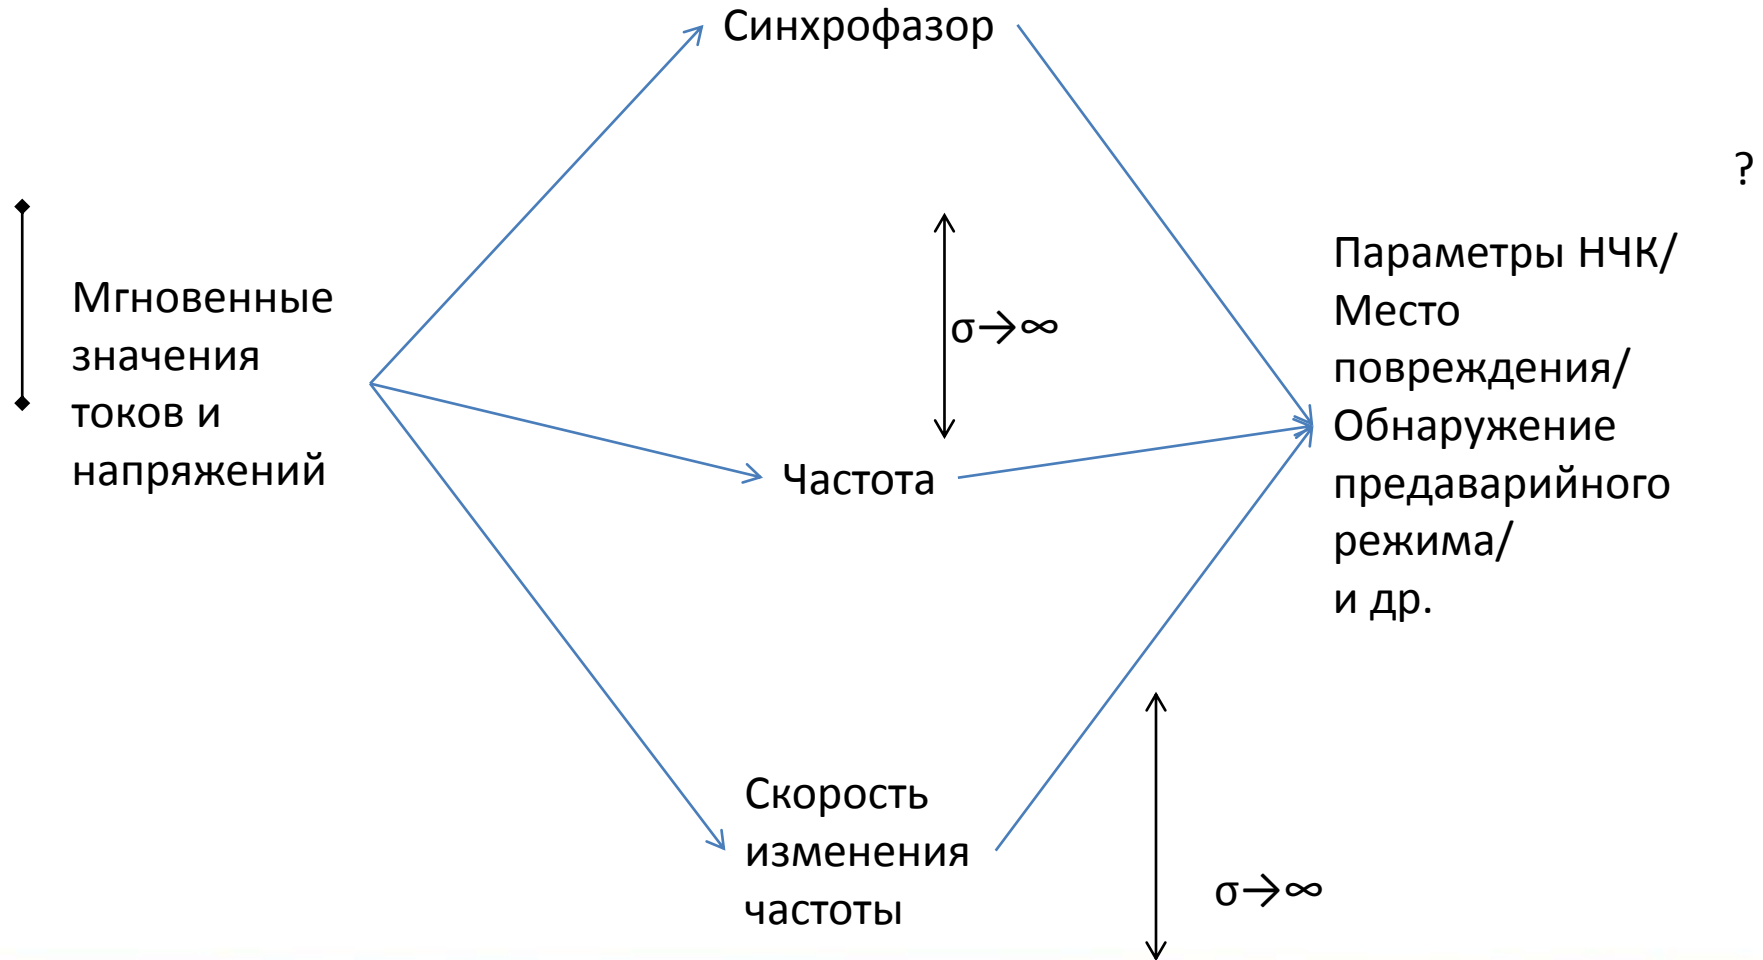 Синхрофазор
?
Мгновенные
значения
токов и
напряжений
σ→∞
Частота
Параметры НЧК/
Место
повреждения/
Обнаружение
предаварийного
режима/
и др.
Скорость
изменения
частоты
σ→∞